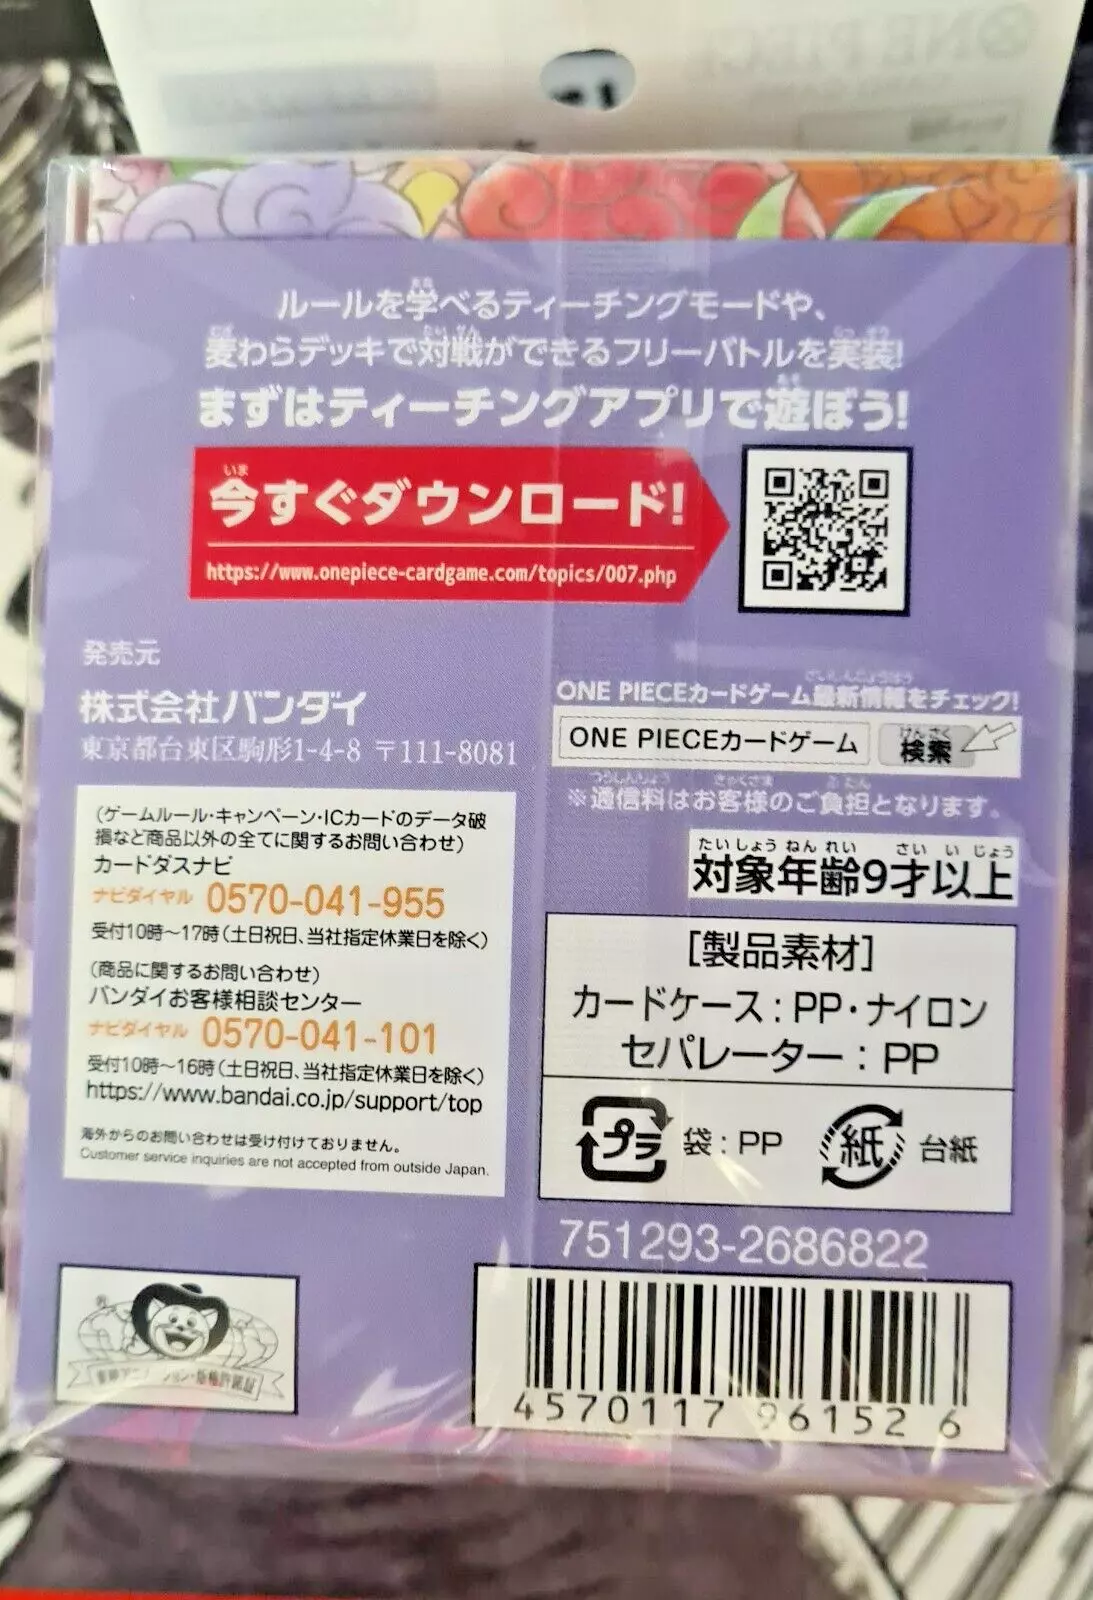 ルールを学べるティーチングモードや、
麦わらデッキで対戦ができるフリーバトルを実装!
まずはティーチングアプリで遊ぼう!
今すぐダウンロード!
https://www.onepiece-cardgame.com/topics/007.php
発売元
株式会社バンダイ
東京都台東区駒形1-4-8 〒111-8081
(ゲームルール・キャンペーン・ICカードのデータ破
損など商品以外の全てに関するお問い合わせ)
カードダスナビ
ナビダイヤル 0570-041-955
受付10時〜17時(土日祝日、当社指定休業日を除く)
(商品に関するお問い合わせ)
バンダイお客様相談センター
ナビダイヤル 0570-041-101
受付10時〜16時(土日祝日、当社指定休業日を除く)
https://www.bandai.co.jp/support/top
海外からのお問い合わせは受け付けておりません。
Customer service inquiries are not accepted from outside Japan.
ONE PIECEカードゲーム最新情報をチェック!
ONE PIECEカードゲーム 検索
※通信料はお客様のご負担となります。
対象年齢9才以上
[製品素材]
カードケース:PP・ナイロン
セパレーター:PP
プラ 袋:PP 紙 台紙
751293-2686822
東映アニメーション・版権許諾証
4570117 961526